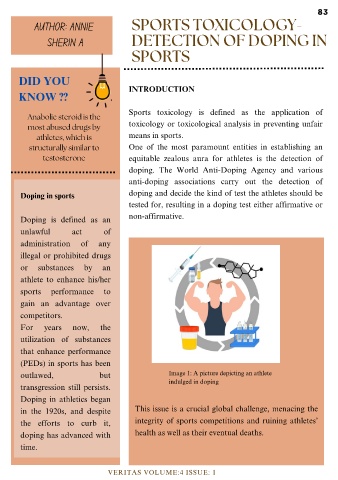 83
AUTHOR: ANNIE
SHERIN A
SPORTS TOXICOLOGY-
DETECTION OF DOPING IN
SPORTS
DID YOU
KNOW ??
Anabolic steroid is the
most abused drugs by
athletes, which is
structurally similar to
testosterone
Doping in sports
Doping is defined as an
unlawful act of
administration of any
illegal or prohibited drugs
or substances by an
athlete to enhance his/her
sports performance to
gain an advantage over
competitors.
For years now, the
utilization of substances
that enhance performance
(PEDs) in sports has been
outlawed, but
transgression still persists.
Doping in athletics began
in the 1920s, and despite
the efforts to curb it,
doping has advanced with
time.
INTRODUCTION
Sports toxicology is defined as the application of
toxicology or toxicological analysis in preventing unfair
means in sports.
One of the most paramount entities in establishing an
equitable zealous aura for athletes is the detection of
doping. The World Anti-Doping Agency and various
anti-doping associations carry out the detection of
doping and decide the kind of test the athletes should be
tested for, resulting in a doping test either affirmative or
non-affirmative.
Image 1: A picture depicting an athlete
indulged in doping
This issue is a crucial global challenge, menacing the
integrity of sports competitions and ruining athletes'
health as well as their eventual deaths.
VERITAS VOLUME:4 ISSUE: 1